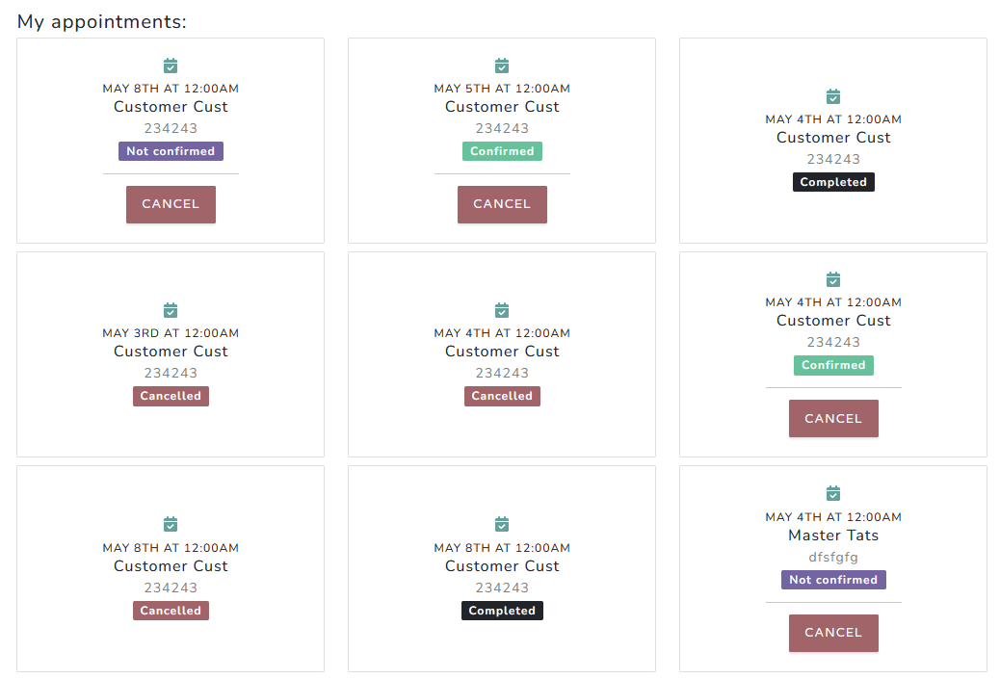 My appointments:
MAY 8TH AT 12:00AM
Customer Cust
234243
Not confirmed
CANCEL
MAY 5TH AT 12:00AM
Customer Cust
234243
Confirmed
CANCEL
MAY 4TH AT 12:00AM
Customer Cust
234243
Completed
MAY 3RD AT 12:00AM
Customer Cust
234243
Cancelled
MAY 4TH AT 12:00AM
Customer Cust
234243
Cancelled
MAY 4TH AT 12:00AM
Customer Cust
234243
Confirmed
CANCEL
MAY 8TH AT 12:00AM
Customer Cust
234243
Cancelled
MAY 8TH AT 12:00AM
Customer Cust
234243
Completed
MAY 4TH AT 12:00AM
Master Tats
dfsfgfg
Not confirmed
CANCEL